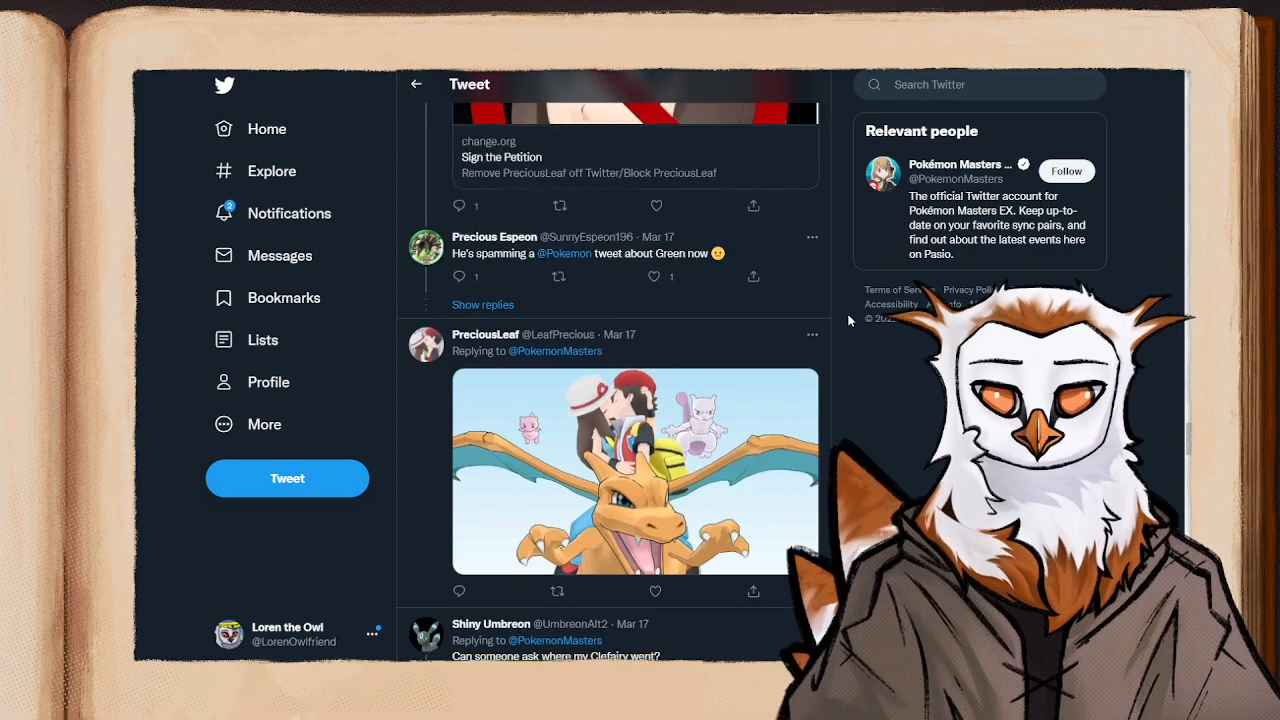 Home
Explore
2
Notifications
Messages
Bookmarks
Lists
Profile
More
Tweet
Loren the Owl
@LorenOwlfriend
Tweet
change.org
Sign the Petition
Remove PreciousLeaf off Twitter/Block PreciousLeaf
1
Precious Espeon @SunnyEspeon196 · Mar 17
He's spamming a @Pokemon tweet about Green now 😐
1
1
Show replies
PreciousLeaf @LeafPrecious · Mar 17
Replying to @PokemonMasters
Shiny Umbreon @UmbreonAlt2 · Mar 17
Replying to @PokemonMasters
Can someone ask where my Clefairy went?
Search Twitter
Relevant people
Pokémon Masters ...
@PokemonMasters
Follow
The official Twitter account for
Pokémon Masters EX. Keep up-to-
date on your favorite sync pairs, and
find out about the latest events here
on Pasio.
Terms of Privacy
Accessibility
©